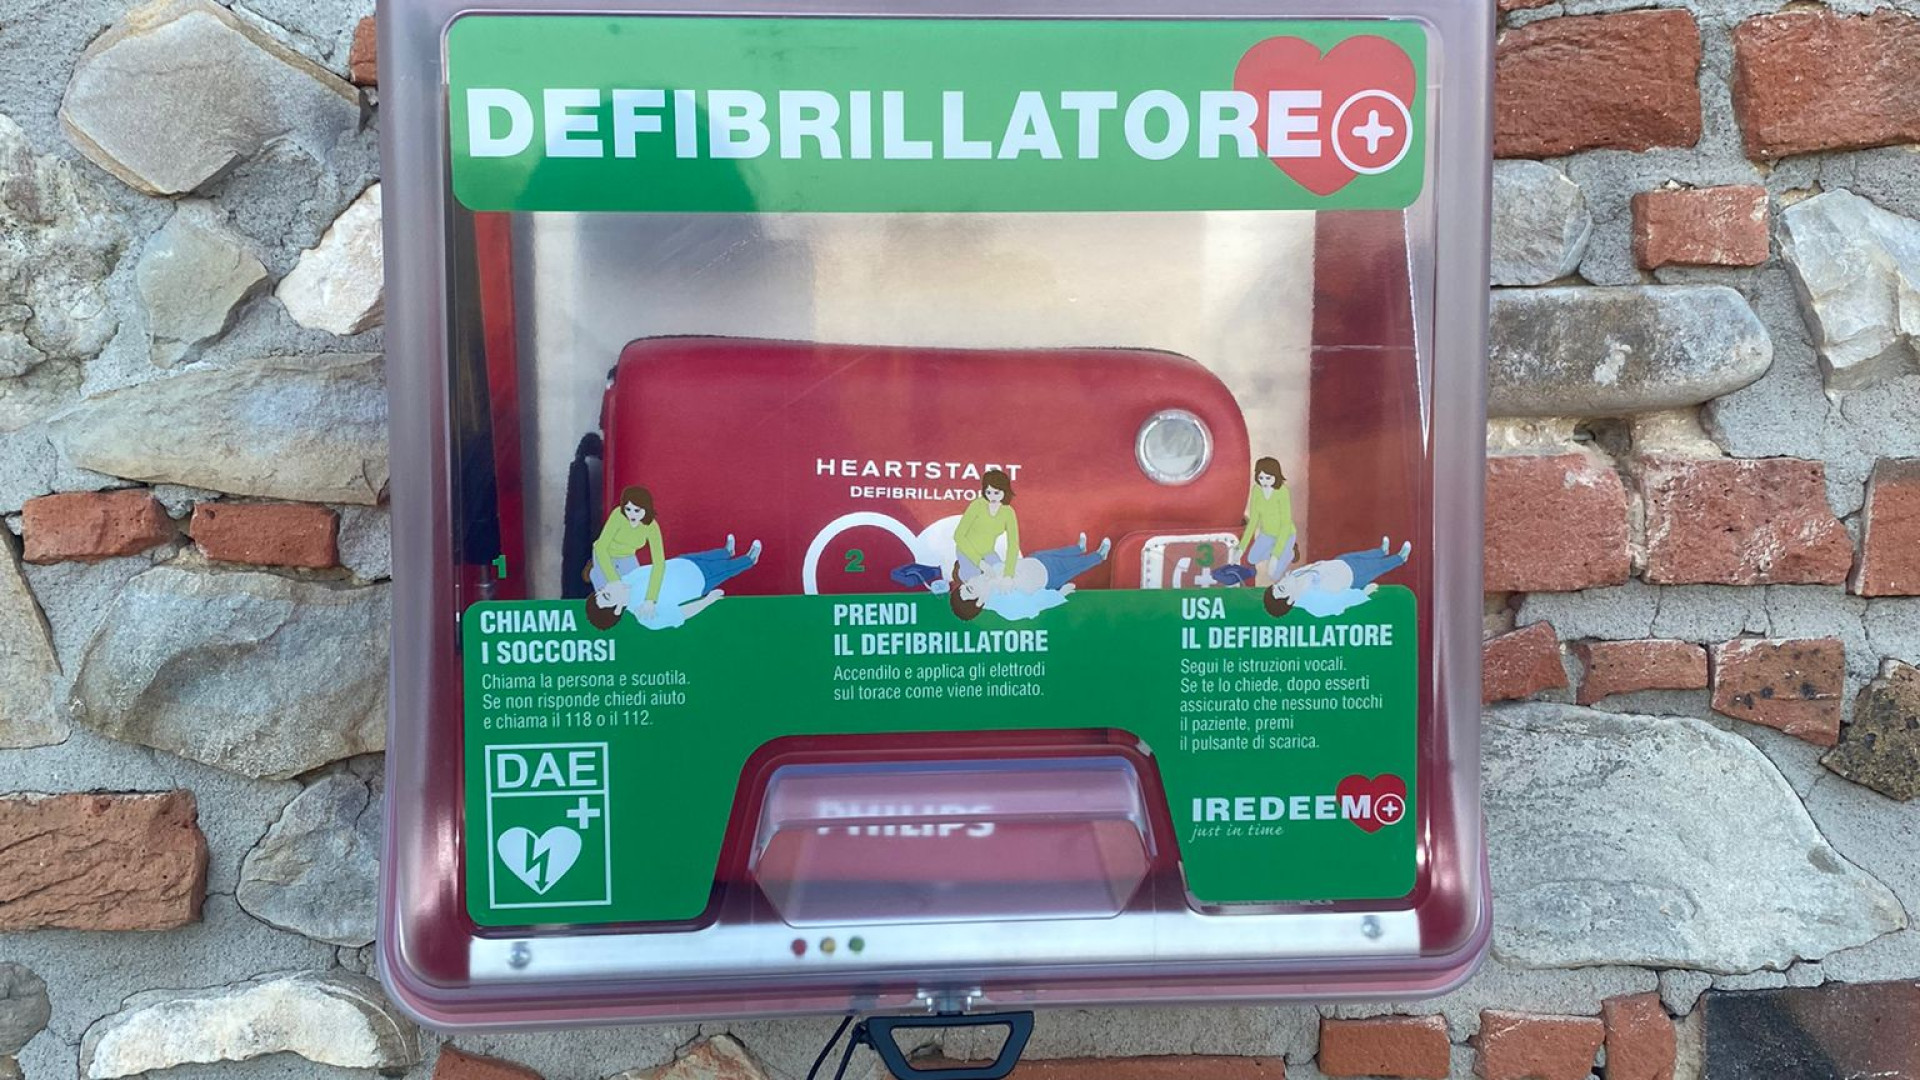 DEFIBRILLATORE
HEARTSTART
DEFIBRILLATOR
1
CHIAMA
I SOCCORSI
Chiama la persona e scuotila.
Se non risponde chiedi aiuto
e chiama il 118 o il 112.
DAE
2
PRENDI
IL DEFIBRILLATORE
Accendilo e applica gli elettrodi
sul torace come viene indicato.
3
USA
IL DEFIBRILLATORE
Segui le istruzioni vocali.
Se te lo chiede, dopo esserti
assicurato che nessuno tocchi
il paziente, premi
il pulsante di scarica.
PHILIPS
IREDEEM
just in time